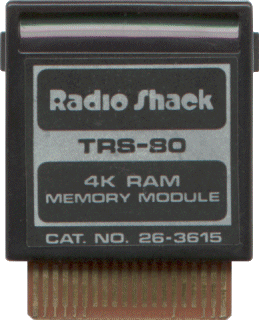 Radio Shack
TRS-80
4K RAM
MEMORY MODULE
CAT. NO. 26-3615